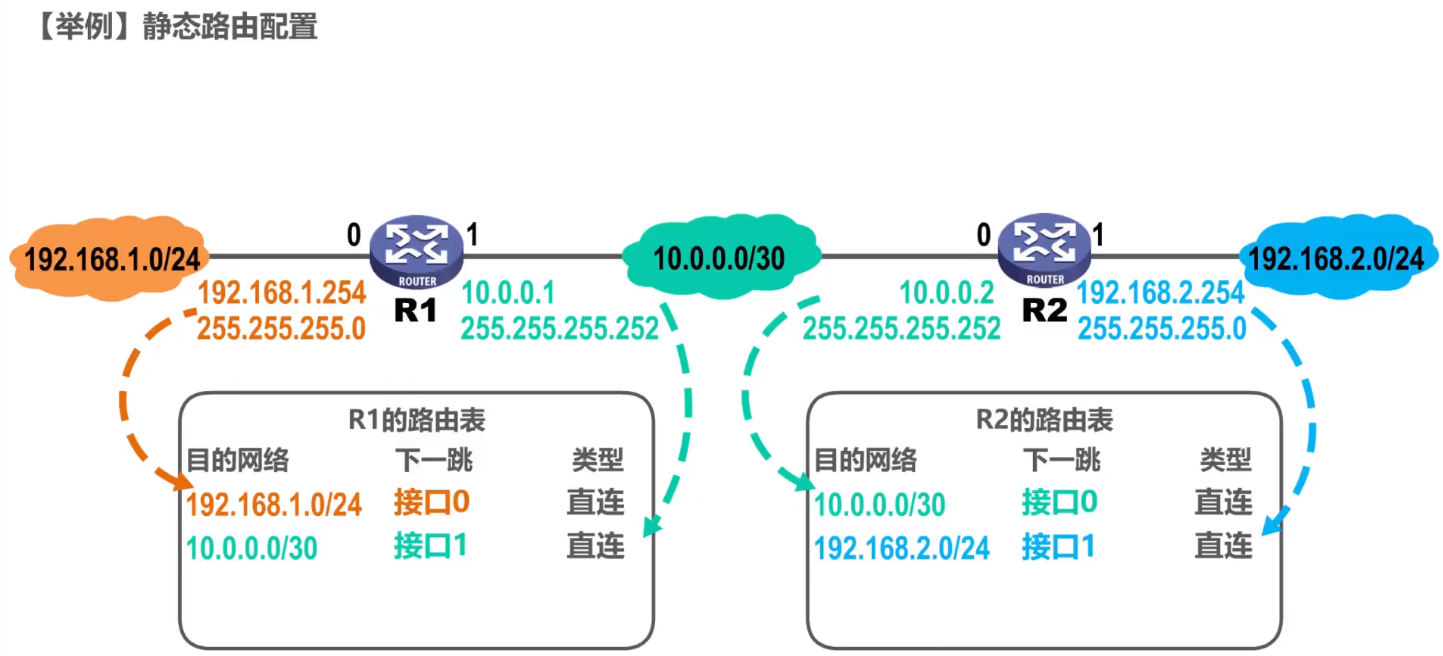 【举例】静态路由配置
192.168.1.0/24
0
ROUTER
R1
1
192.168.1.254
255.255.255.0
10.0.0.1
255.255.255.252
10.0.0.0/30
0
ROUTER
R2
1
10.0.0.2
255.255.255.252
192.168.2.254
255.255.255.0
192.168.2.0/24
R1的路由表
目的网络 下一跳 类型
192.168.1.0/24 接口0 直连
10.0.0.0/30 接口1 直连
R2的路由表
目的网络 下一跳 类型
10.0.0.0/30 接口0 直连
192.168.2.0/24 接口1 直连